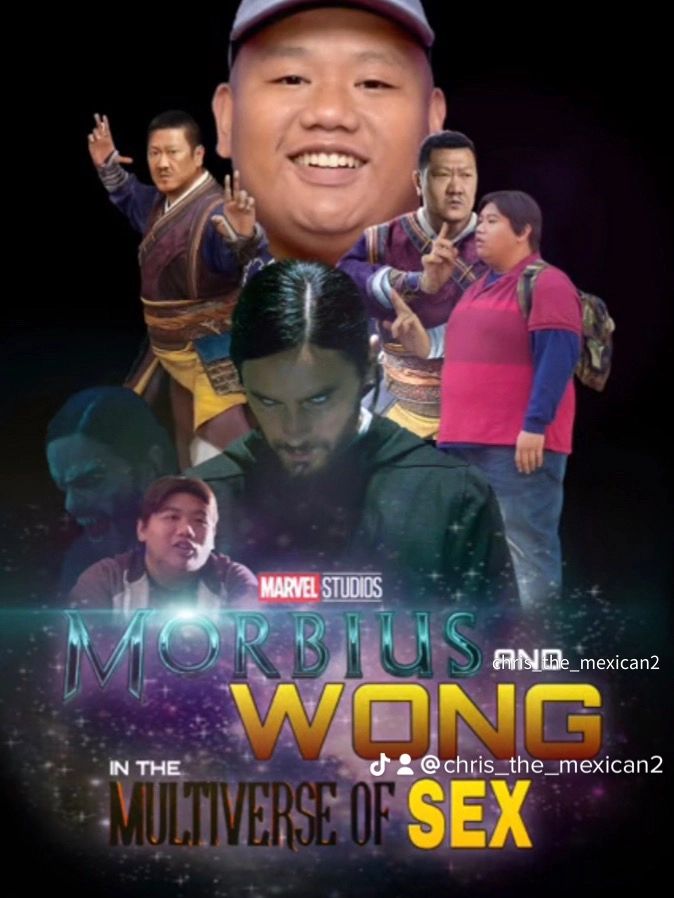 MARVEL STUDIOS
MORBIUS AND
chris_the_mexican2
WONG
@chris_the_mexican2
IN THE
MULTIVERSE OF SEX